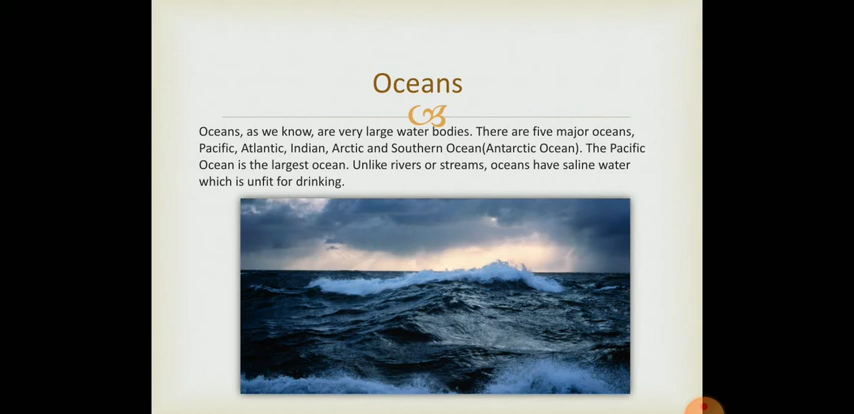 Oceans
Oceans, as we know, are very large water bodies. There are five major oceans,
Pacific, Atlantic, Indian, Arctic and Southern Ocean(Antarctic Ocean). The Pacific
Ocean is the largest ocean. Unlike rivers or streams, oceans have saline water
which is unfit for drinking.